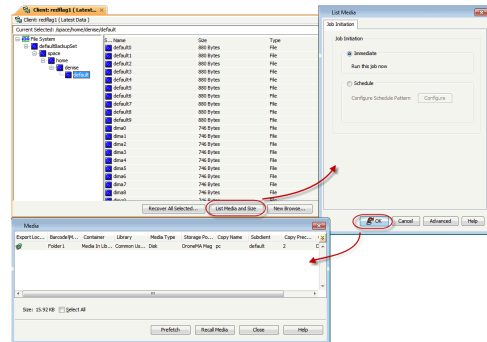 Client: redflag1 ( Latest...
Client: redflag1 ( Latest Data )
Current Selected: /space/home/denise/default
File System
defaultBackupSet
space
home
denise
default
S... Name Size Type
default0 880 Bytes File
default1 880 Bytes File
default2 880 Bytes File
default3 880 Bytes File
default4 880 Bytes File
default5 880 Bytes File
default6 880 Bytes File
default7 880 Bytes File
default8 880 Bytes File
default9 880 Bytes File
dima0 746 Bytes File
dima1 746 Bytes File
dima2 746 Bytes File
dima3 746 Bytes File
dima4 746 Bytes File
dima5 746 Bytes File
dima6 746 Bytes File
dima7 746 Bytes File
dima8 746 Bytes File
Recover All Selected... List Media and Size New Browse...
List Media
Job Initiation
Job Initiation
Immediate
Run this job now
Schedule
Configure Schedule Pattern Configure
OK Cancel Advanced Help
Media
Export Loc... Barcode\M... Container Library Media Type Storage Po... Copy Name Subclient Copy Prec...
Folder1 Media In Lib... Common Us... Disk DroneMA Mag pc default 2
Size: 15.92 KB Select All
Prefetch Recall Media Close Help